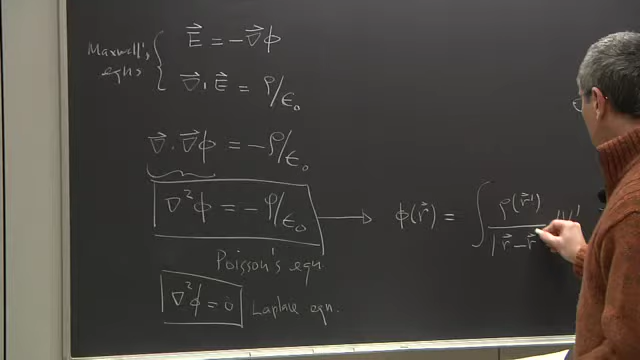 Maxwell's eqns
E⃗ = −∇⃗ϕ
∇⃗ · E⃗ = ρ/ε₀
∇⃗ · ∇⃗ϕ = −ρ/ε₀
∇²ϕ = −ρ/ε₀ → ϕ(r⃗) = ∫ ρ(r⃗') / |r⃗ − r⃗
Poisson's eqn.
∇²ϕ = 0 Laplace eqn.